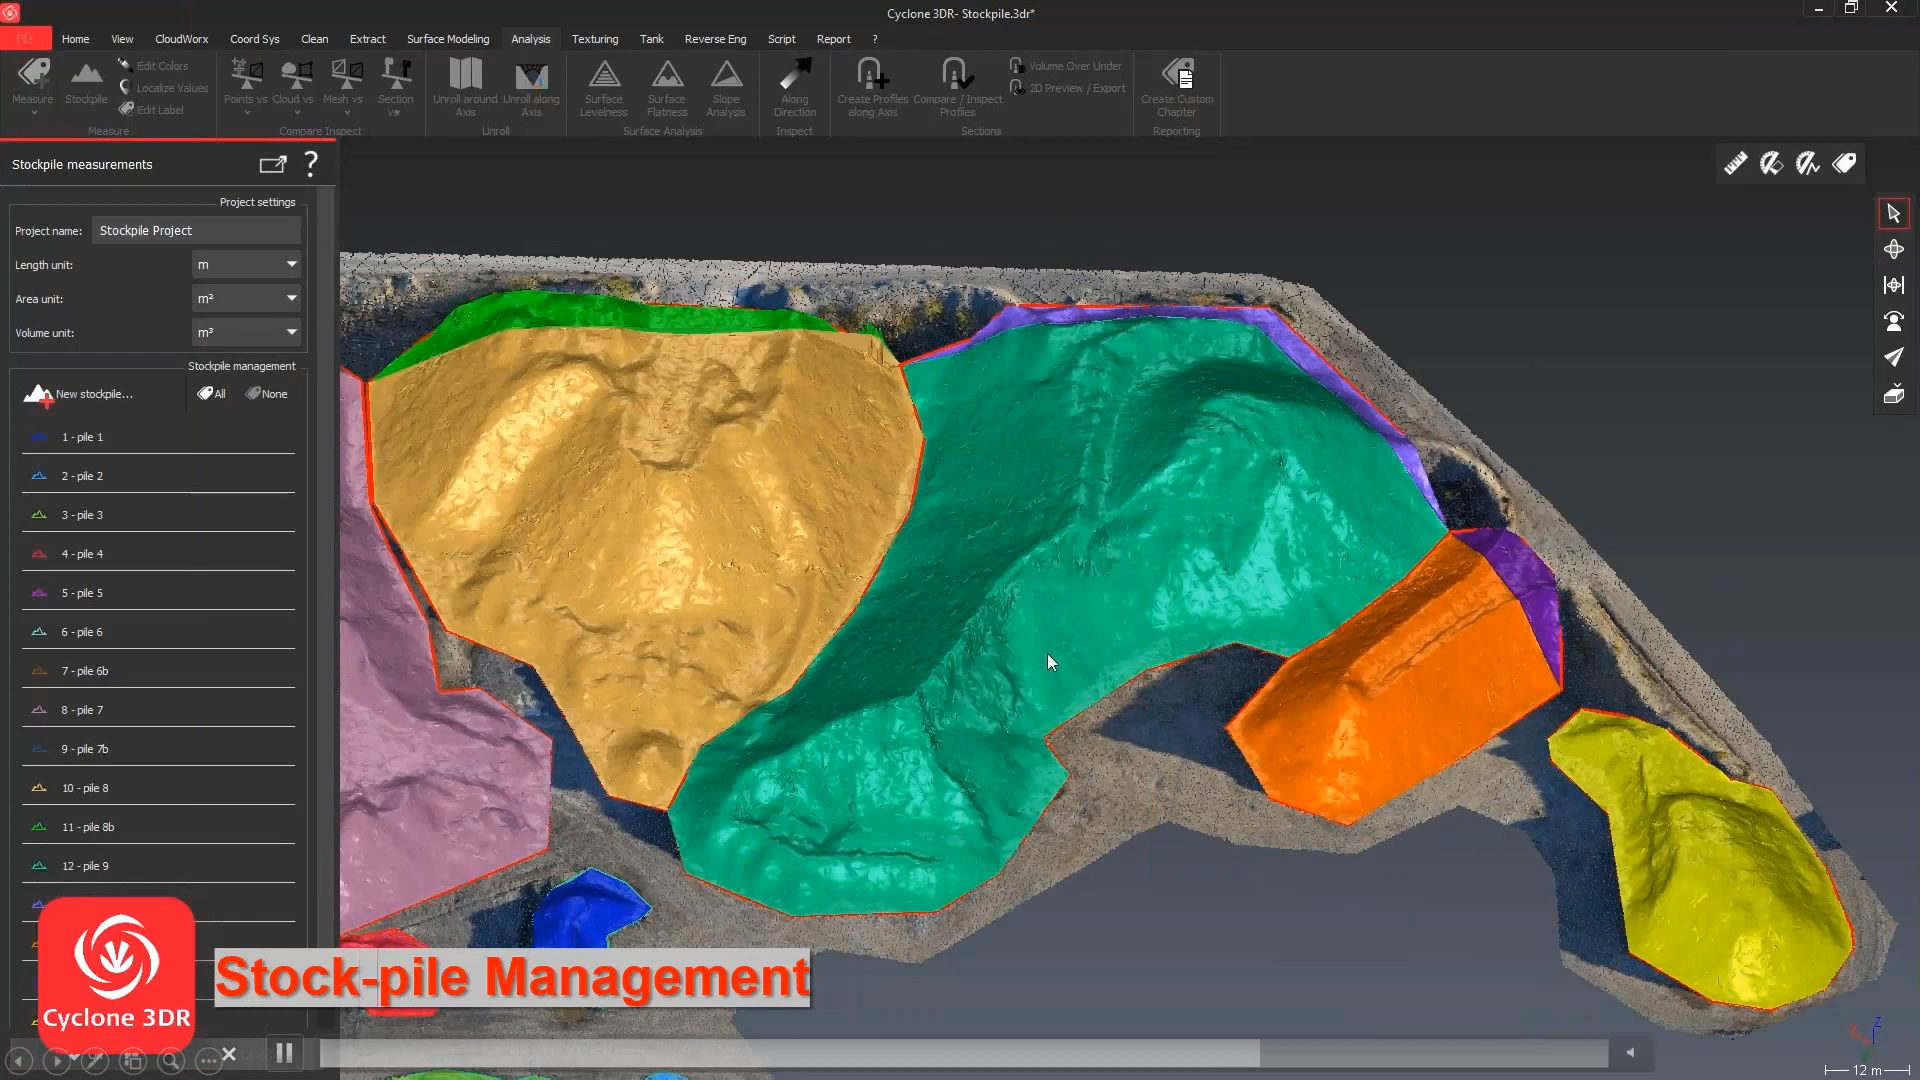 Cyclone 3DR- Stockpile.3dr*
File Home View CloudWorx Coord Sys Clean Extract Surface Modeling Analysis Texturing Tank Reverse Eng Script Report ?
Measure
Stockpile
Edit Colors
Localize Values
Edit Label
Measure
Points vs
Cloud vs
Mesh vs
Section vs
Compare Inspect
Unroll around Axis
Unroll along Axis
Unroll
Surface Levelness
Surface Flatness
Slope Analysis
Surface Analysis
Along Direction
Inspect
Create Profiles along Axis
Compare / Inspect Profiles
Volume Over Under
2D Preview / Export
Sections
Create Custom Chapter
Reporting
Stockpile measurements ?
Project settings
Project name: Stockpile Project
Length unit: m
Area unit: m²
Volume unit: m³
Stockpile management
New stockpile... All None
1 - pile 1
2 - pile 2
3 - pile 3
4 - pile 4
5 - pile 5
6 - pile 6
7 - pile 6b
8 - pile 7
9 - pile 7b
10 - pile 8
11 - pile 8b
12 - pile 9
Cyclone 3DR
Stock-pile Management
Z
12 m